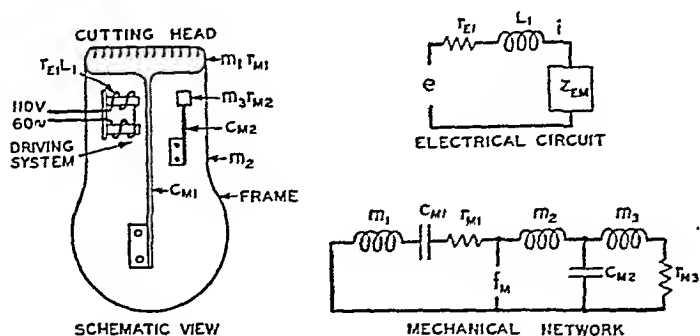 CUTTING HEAD
r_E1 L_1
m_1 r_M1
110V
60~
DRIVING
SYSTEM
m_3 r_M2
C_M2
m_2
C_M1
FRAME
SCHEMATIC VIEW
r_E1 L_1 i
e
Z_EM
ELECTRICAL CIRCUIT
m_1 C_M1 r_M1 m_2 m_3
f_M C_M2 r_M3
MECHANICAL NETWORK